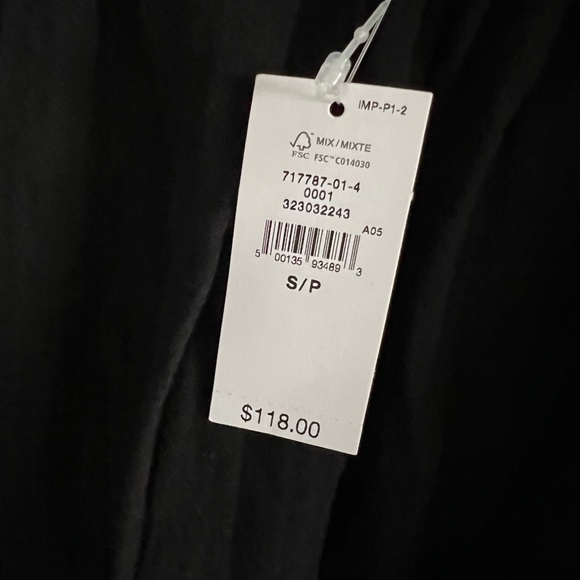 IMP-P1-2
MIX/MIXTE
FSC FSC™ C014030
717787-01-4
0001
323032243
A05
5 00135 93489 3
S/P
$118.00